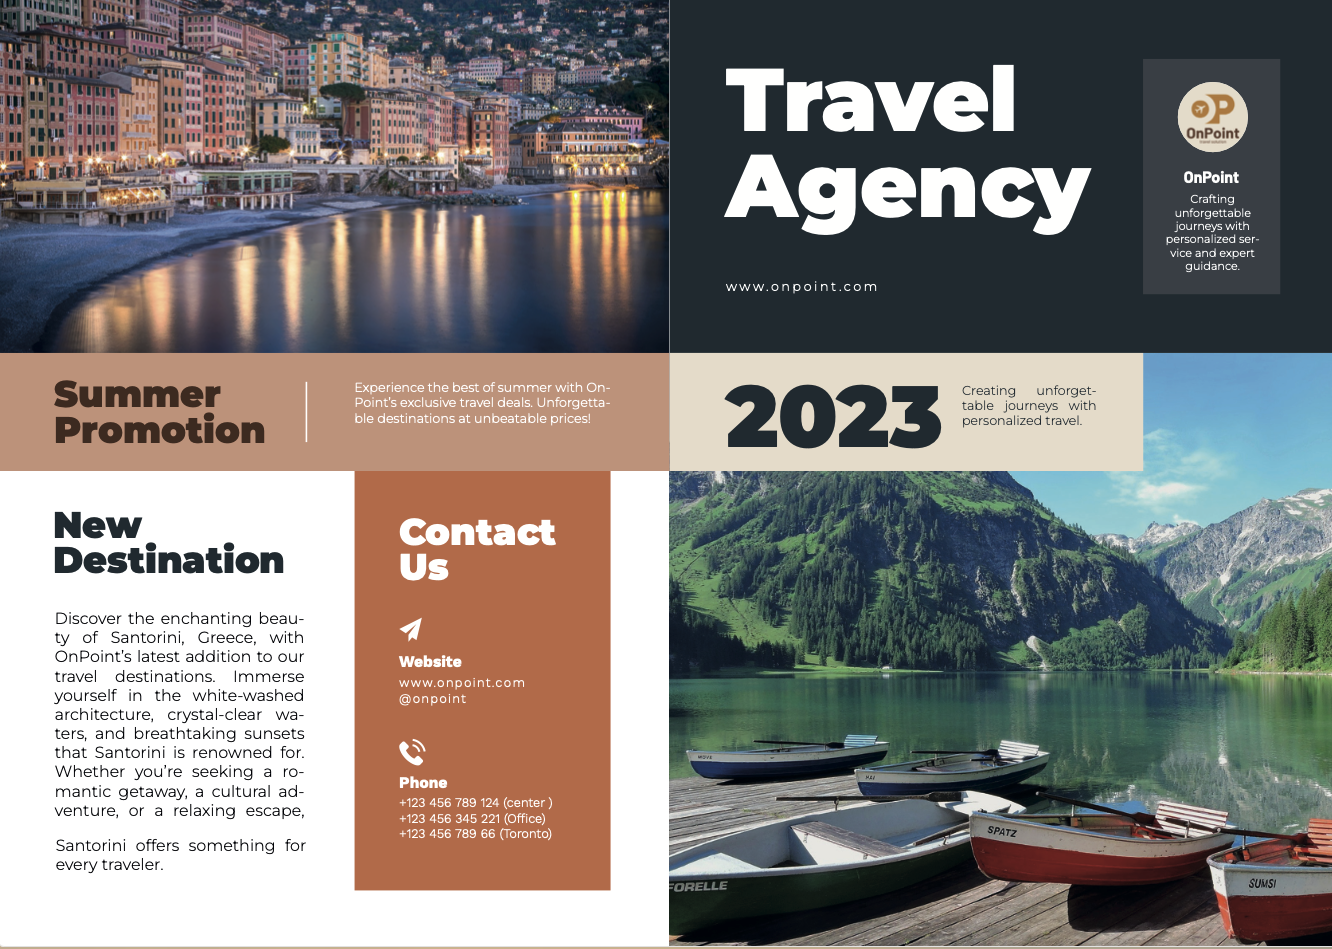 Travel
Agency
www.onpoint.com
OP
OnPoint
OnPoint
Crafting
unforgettable
journeys with
personalized ser-
vice and expert
guidance.
Summer
Promotion
Experience the best of summer with On-
Point's exclusive travel deals. Unforgetta-
ble destinations at unbeatable prices!
2023
Creating unforget-
table journeys with
personalized travel.
New
Destination
Discover the enchanting beau-
ty of Santorini, Greece, with
OnPoint's latest addition to our
travel destinations. Immerse
yourself in the white-washed
architecture, crystal-clear wa-
ters, and breathtaking sunsets
that Santorini is renowned for.
Whether you're seeking a ro-
mantic getaway, a cultural ad-
venture, or a relaxing escape,
Santorini offers something for
every traveler.
Contact
Us
Website
www.onpoint.com
@onpoint
Phone
+123 456 789 124 (center )
+123 456 345 221 (Office)
+123 456 789 66 (Toronto)
SPATZ
FORELLE
SUMSI